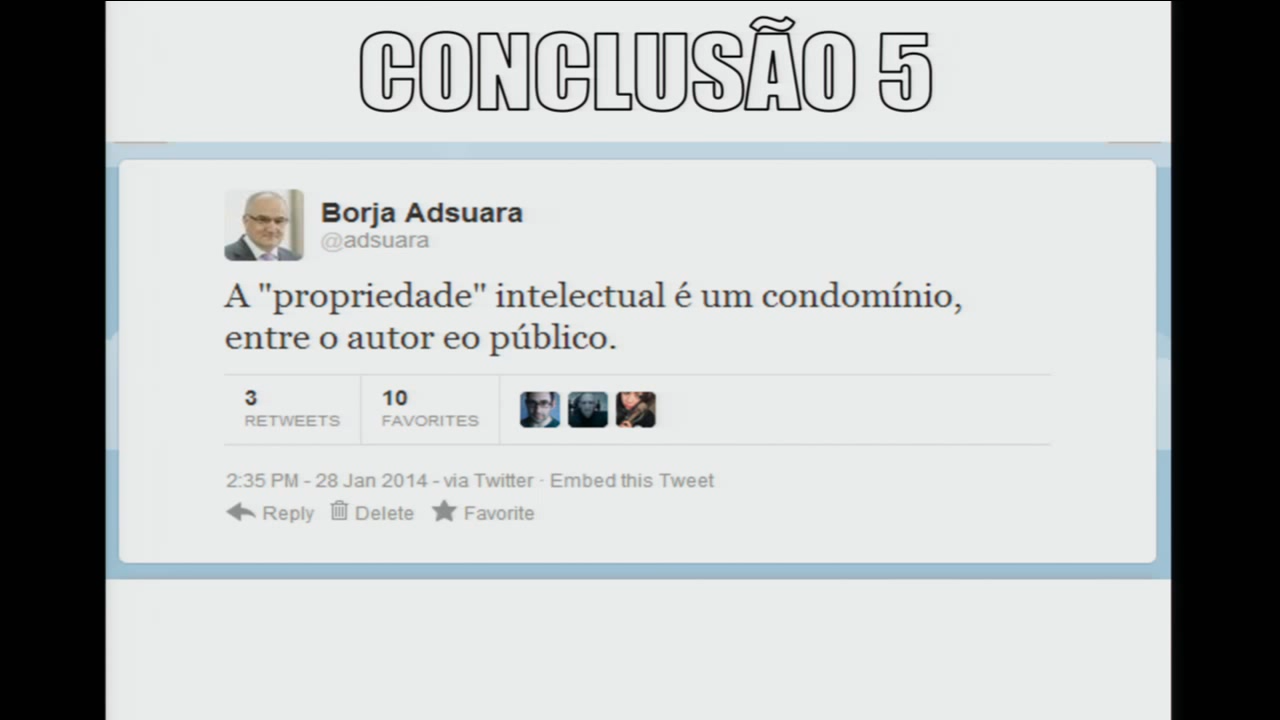 CONCLUSÃO 5
Borja Adsuara
@adsuara
A "propriedade" intelectual é um condomínio,
entre o autor eo público.
3 10
RETWEETS FAVORITES
2:35 PM - 28 Jan 2014 - via Twitter · Embed this Tweet
Reply Delete Favorite